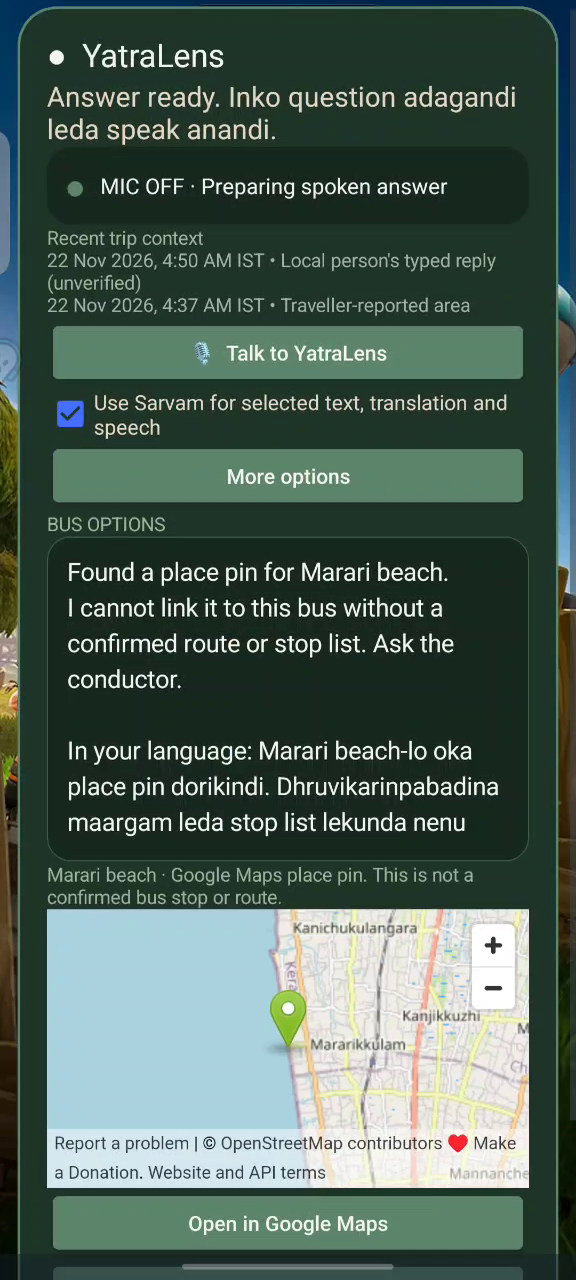 YatraLens
Answer ready. Inko question adagandi
leda speak anandi.
MIC OFF · Preparing spoken answer
Recent trip context
22 Nov 2026, 4:50 AM IST • Local person's typed reply
(unverified)
22 Nov 2026, 4:37 AM IST • Traveller-reported area
🎙️ Talk to YatraLens
Use Sarvam for selected text, translation and
speech
More options
BUS OPTIONS
Found a place pin for Marari beach.
I cannot link it to this bus without a
confirmed route or stop list. Ask the
conductor.
In your language: Marari beach-lo oka
place pin dorikindi. Dhruvikarinpabadina
maargam leda stop list lekunda nenu
Marari beach · Google Maps place pin. This is not a
confirmed bus stop or route.
Kanichukulangara
+
−
Kera
Kanjikkuzhi
Mararikkulam
M
Ch
Report a problem | © OpenStreetMap contributors ❤️ Make
a Donation. Website and API terms
Mannanche
Open in Google Maps